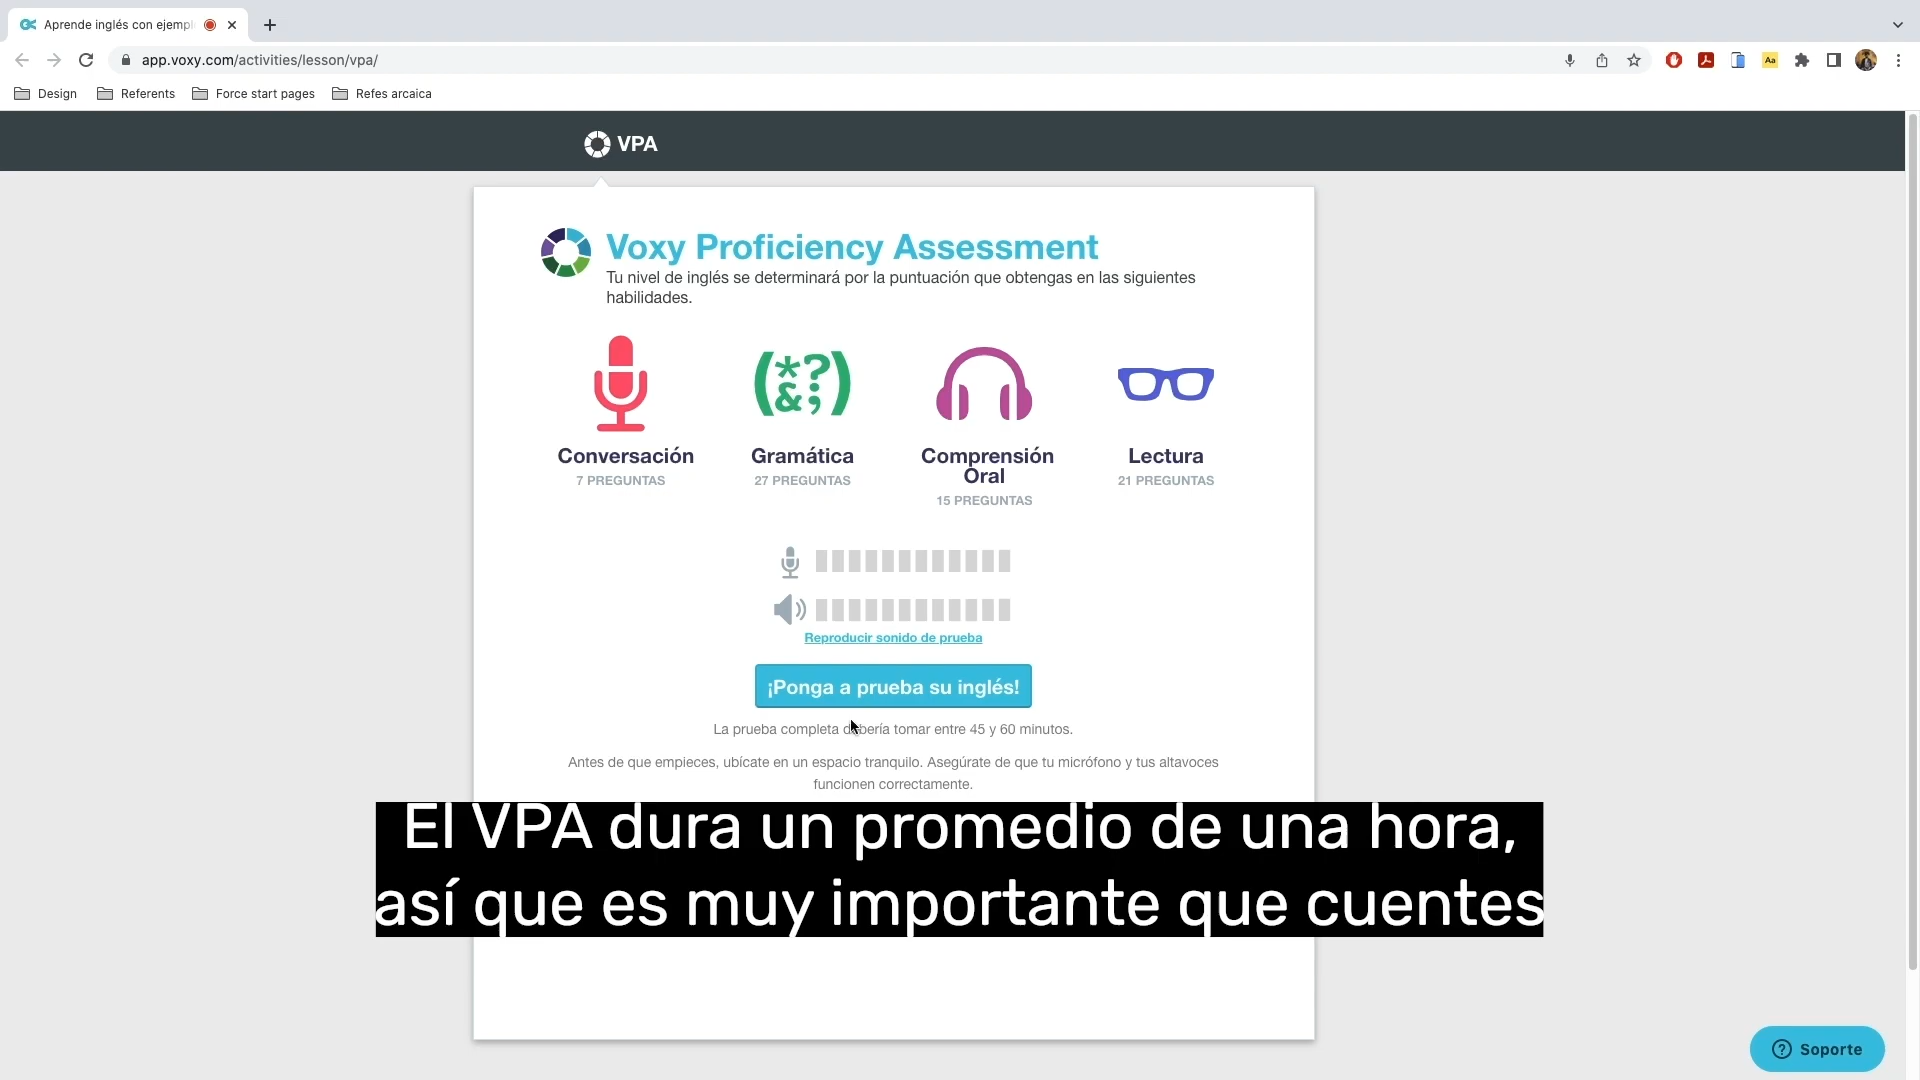 Aprende inglés con ejempl
app.voxy.com/activities/lesson/vpa/
Aa
Design
Referents
Force start pages
Refes arcaica
VPA
Voxy Proficiency Assessment
Tu nivel de inglés se determinará por la puntuación que obtengas en las siguientes
habilidades.
(*?&;)
Conversación
7 PREGUNTAS
Gramática
27 PREGUNTAS
Comprensión
Oral
15 PREGUNTAS
Lectura
21 PREGUNTAS
Reproducir sonido de prueba
¡Ponga a prueba su inglés!
La prueba completa debería tomar entre 45 y 60 minutos.
Antes de que empieces, ubícate en un espacio tranquilo. Asegúrate de que tu micrófono y tus altavoces
funcionen correctamente.
El VPA dura un promedio de una hora,
así que es muy importante que cuentes
? Soporte